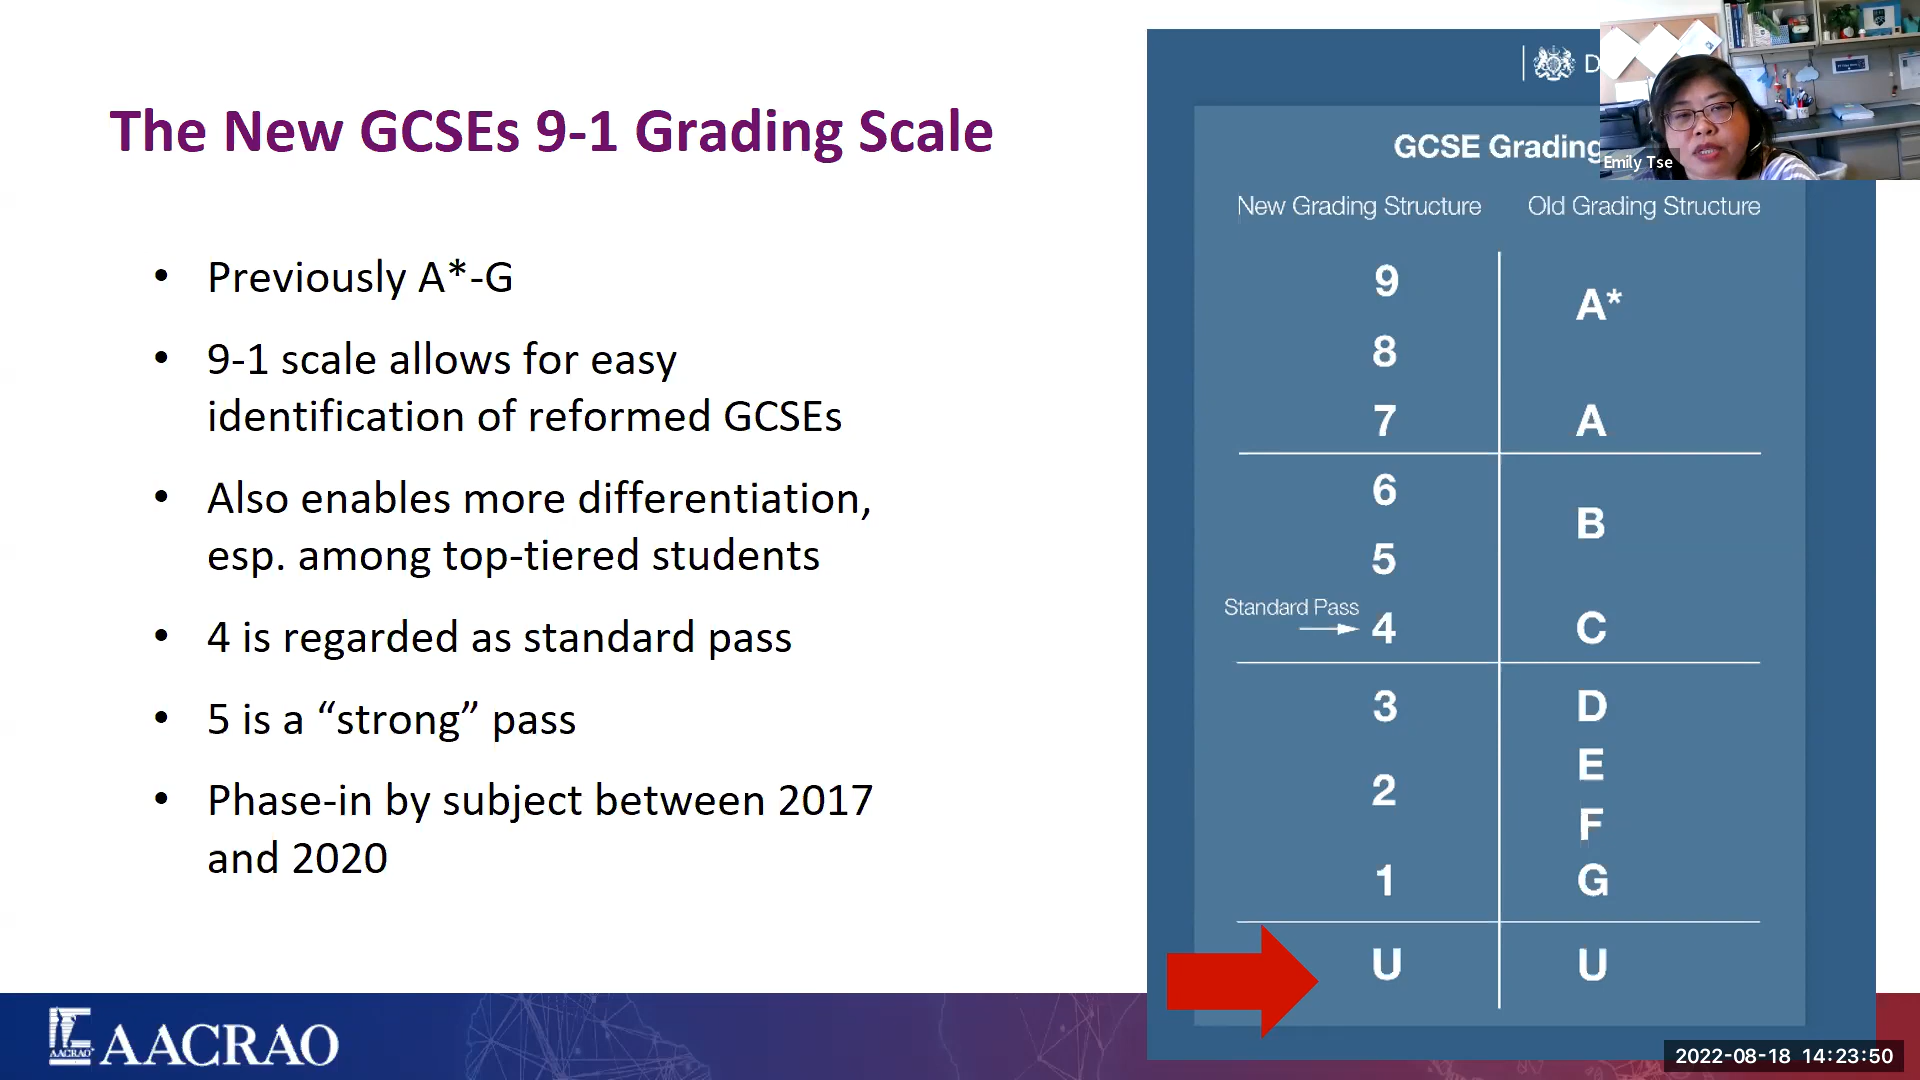 The New GCSEs 9-1 Grading Scale
• Previously A*-G
• 9-1 scale allows for easy
identification of reformed GCSEs
• Also enables more differentiation,
esp. among top-tiered students
• 4 is regarded as standard pass
• 5 is a “strong” pass
• Phase-in by subject between 2017
and 2020
D
GCSE Grading
New Grading Structure Old Grading Structure
9
A*
8
7 A
6
B
5
Standard Pass
4 C
3 D
E
2
F
1 G
U U
Emily Tse
AACRAO
AACRAO
2022-08-18 14:23:50